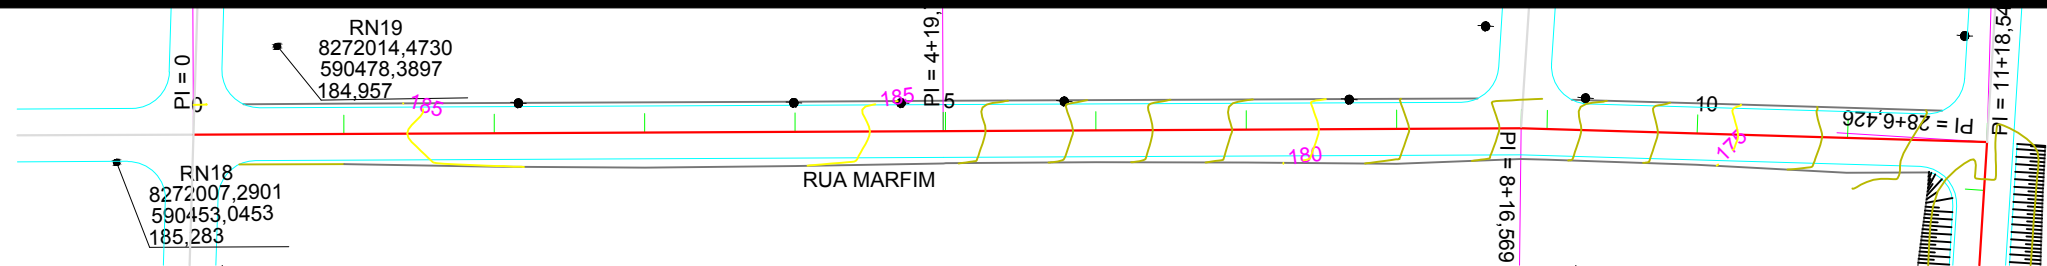 RN19
8272014,4730
590478,3897
184,957
PI = 0
0
185
185
PI = 4+19,
5
RN18
8272007,2901
590453,0453
185,283
RUA MARFIM
180
PI = 8+16,569
10
175
PI = 28+6,426
PI = 11+18,54